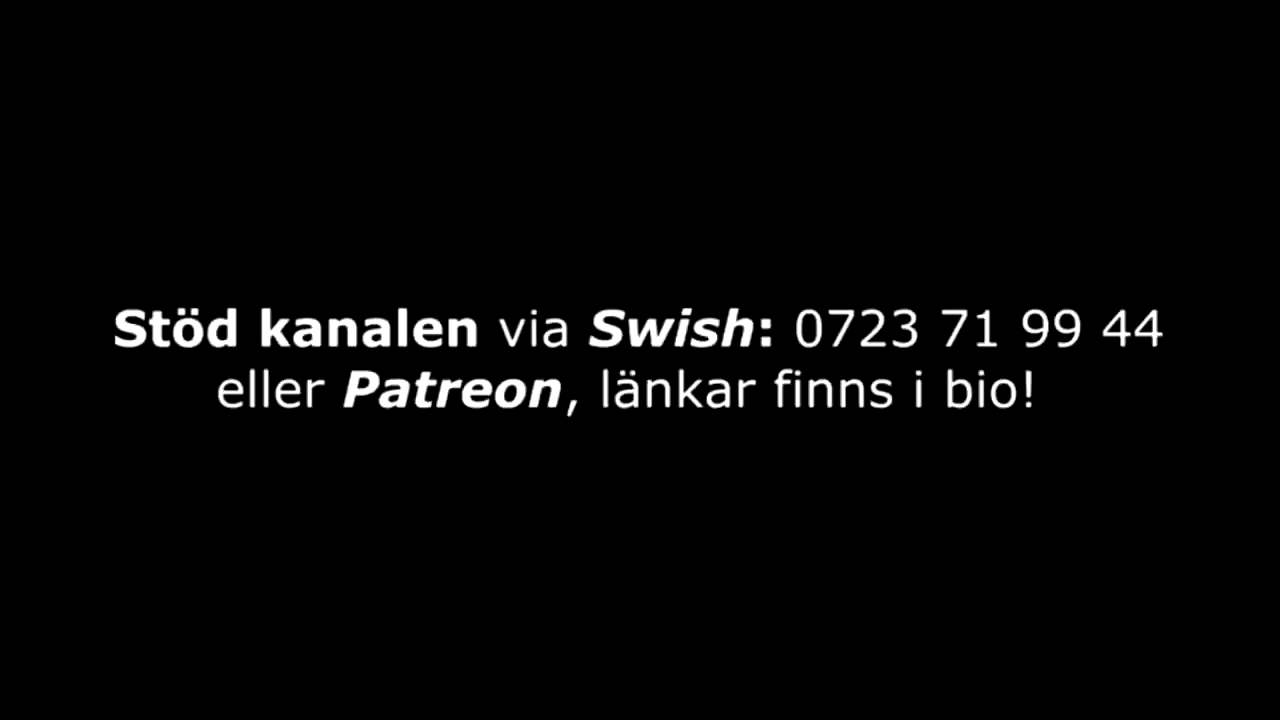 Stöd kanalen via Swish: 0723 71 99 44
eller Patreon, länkar finns i bio!